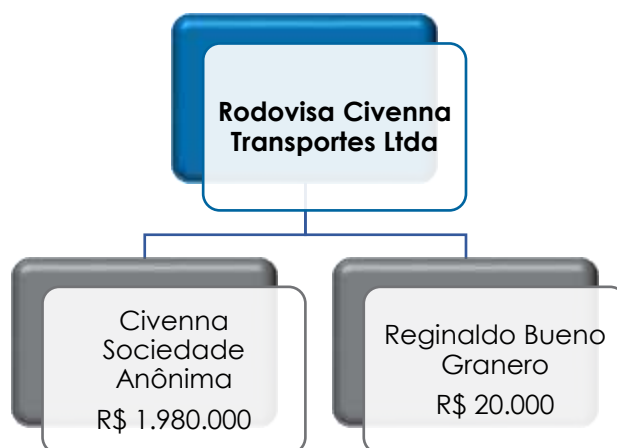 Rodovisa Civenna
Transportes Ltda
Civenna
Sociedade
Anônima
R$ 1.980.000
Reginaldo Bueno
Granero
R$ 20.000